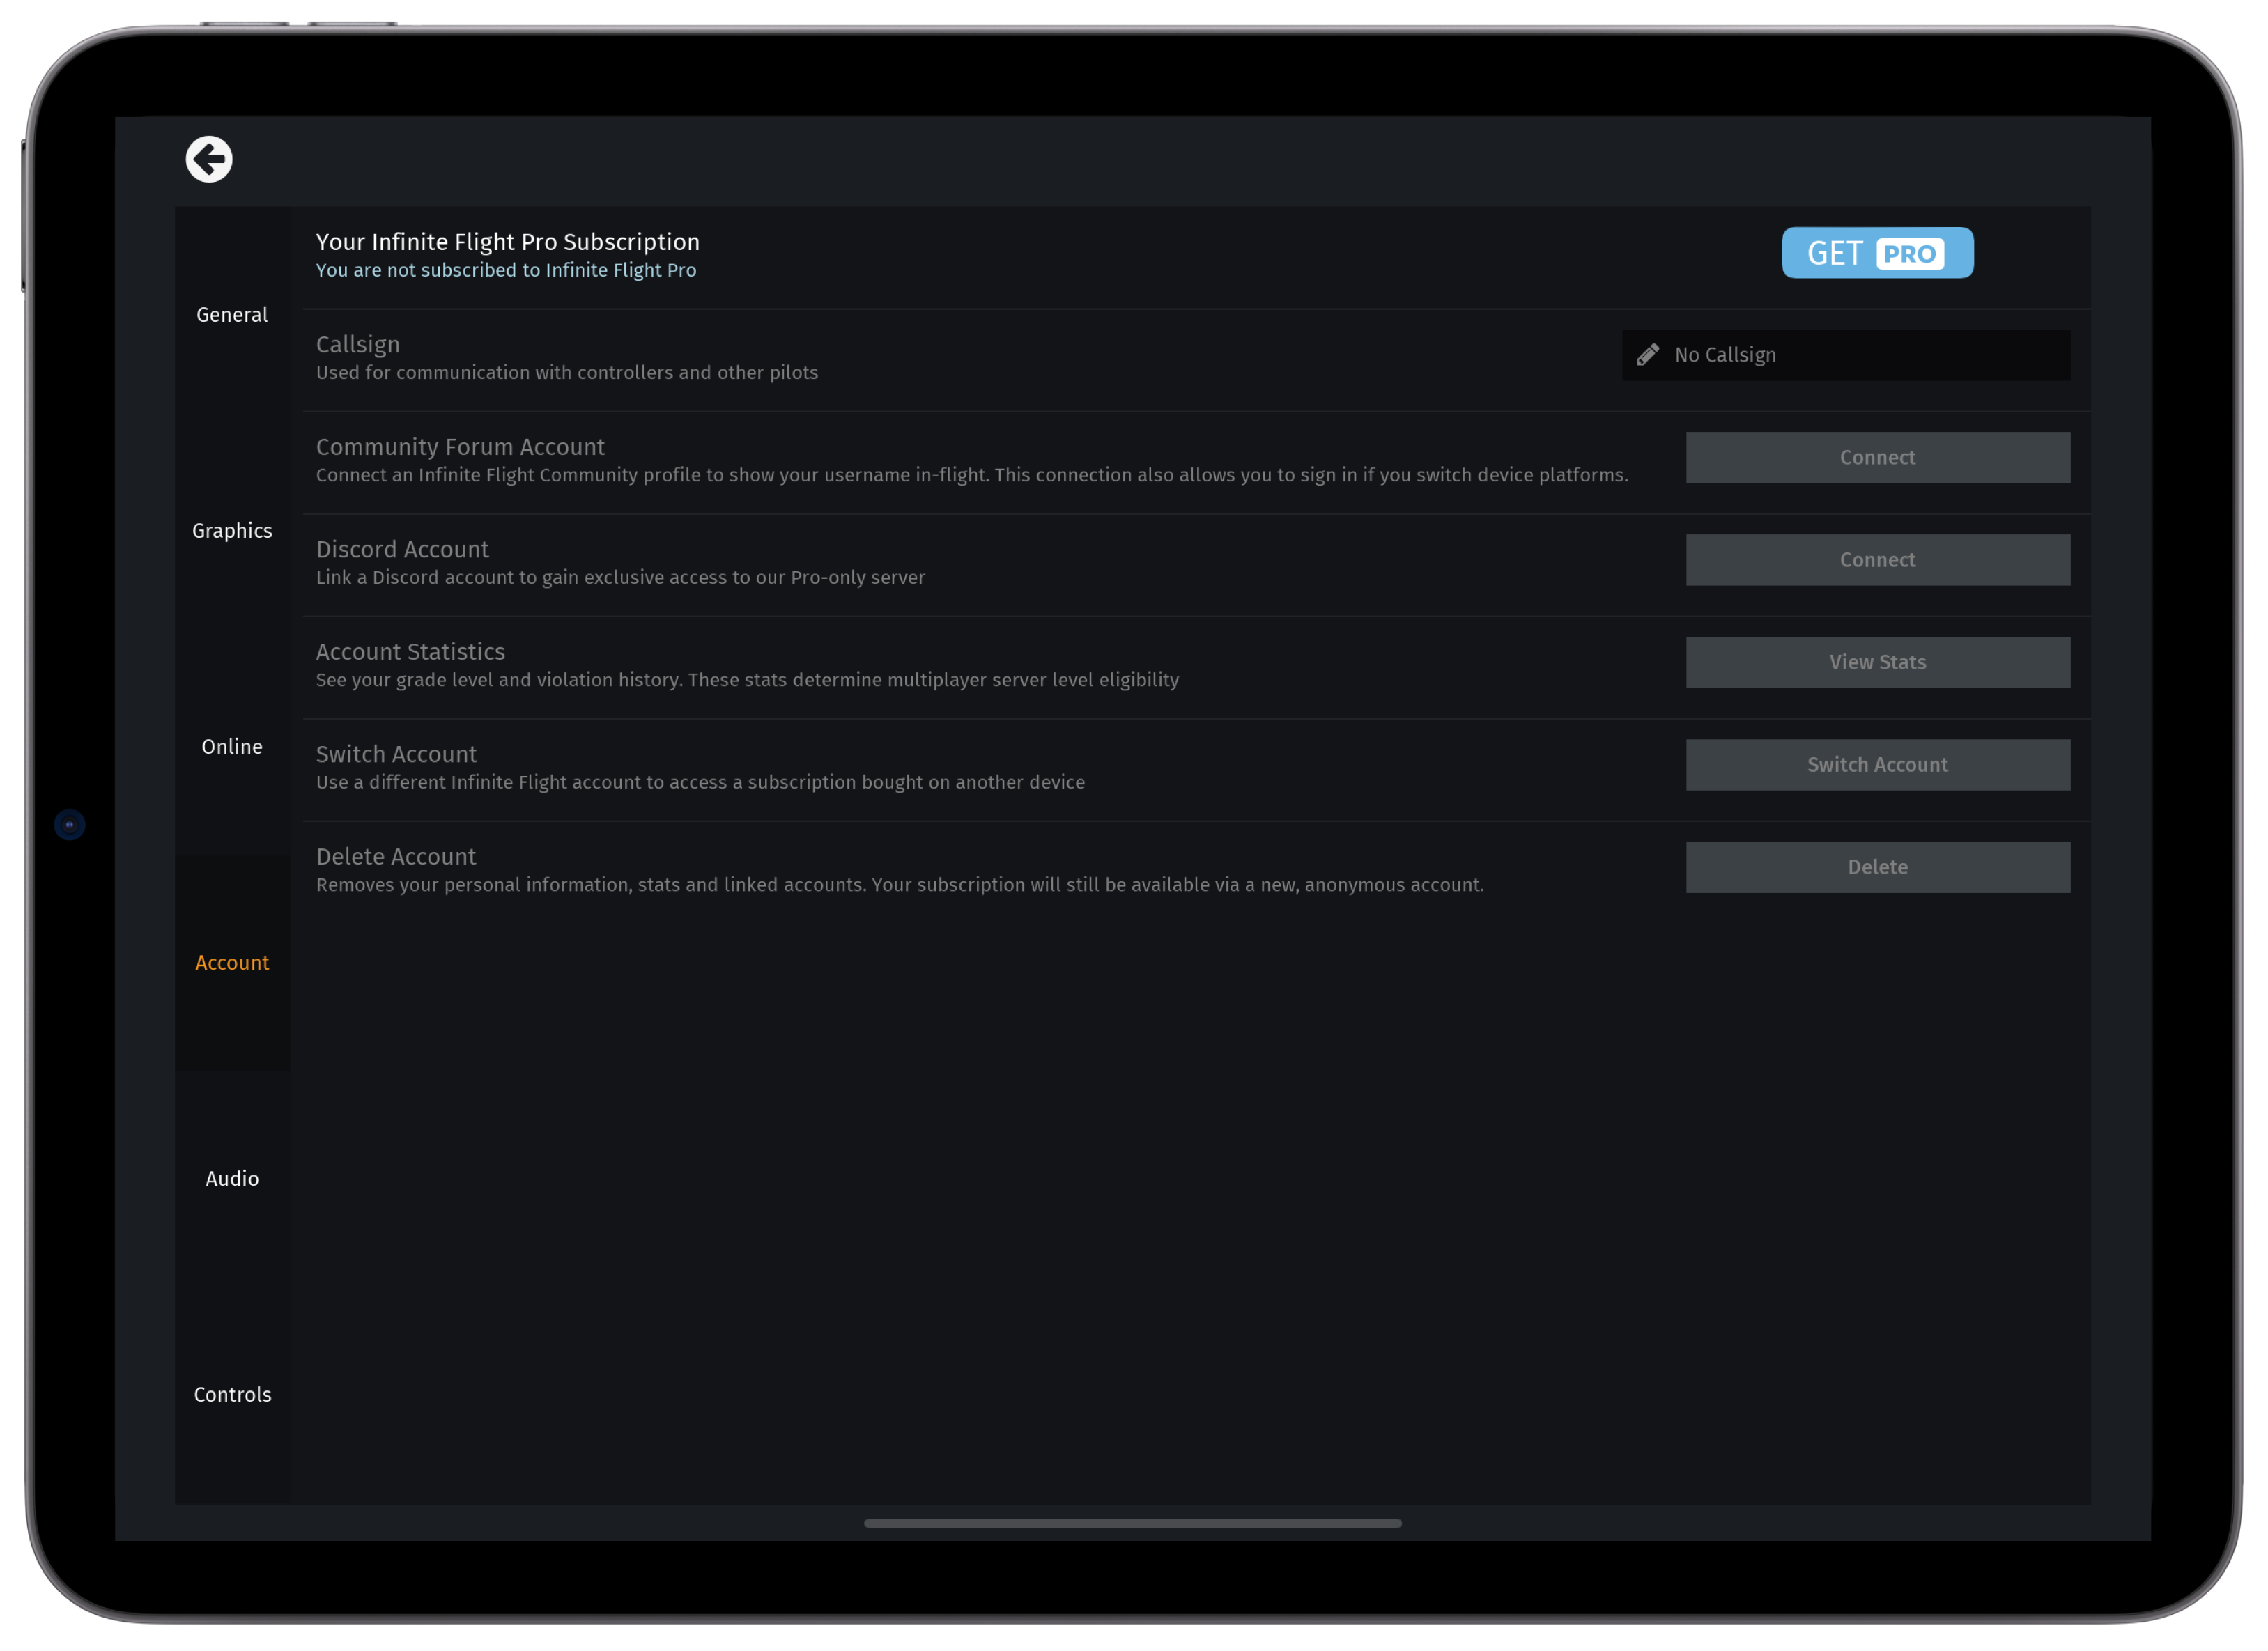 Your Infinite Flight Pro Subscription
You are not subscribed to Infinite Flight Pro
GET PRO
General
Callsign
Used for communication with controllers and other pilots
No Callsign
Community Forum Account
Connect an Infinite Flight Community profile to show your username in-flight. This connection also allows you to sign in if you switch device platforms.
Connect
Graphics
Discord Account
Link a Discord account to gain exclusive access to our Pro-only server
Connect
Account Statistics
See your grade level and violation history. These stats determine multiplayer server level eligibility
View Stats
Online
Switch Account
Use a different Infinite Flight account to access a subscription bought on another device
Switch Account
Delete Account
Removes your personal information, stats and linked accounts. Your subscription will still be available via a new, anonymous account.
Delete
Account
Audio
Controls